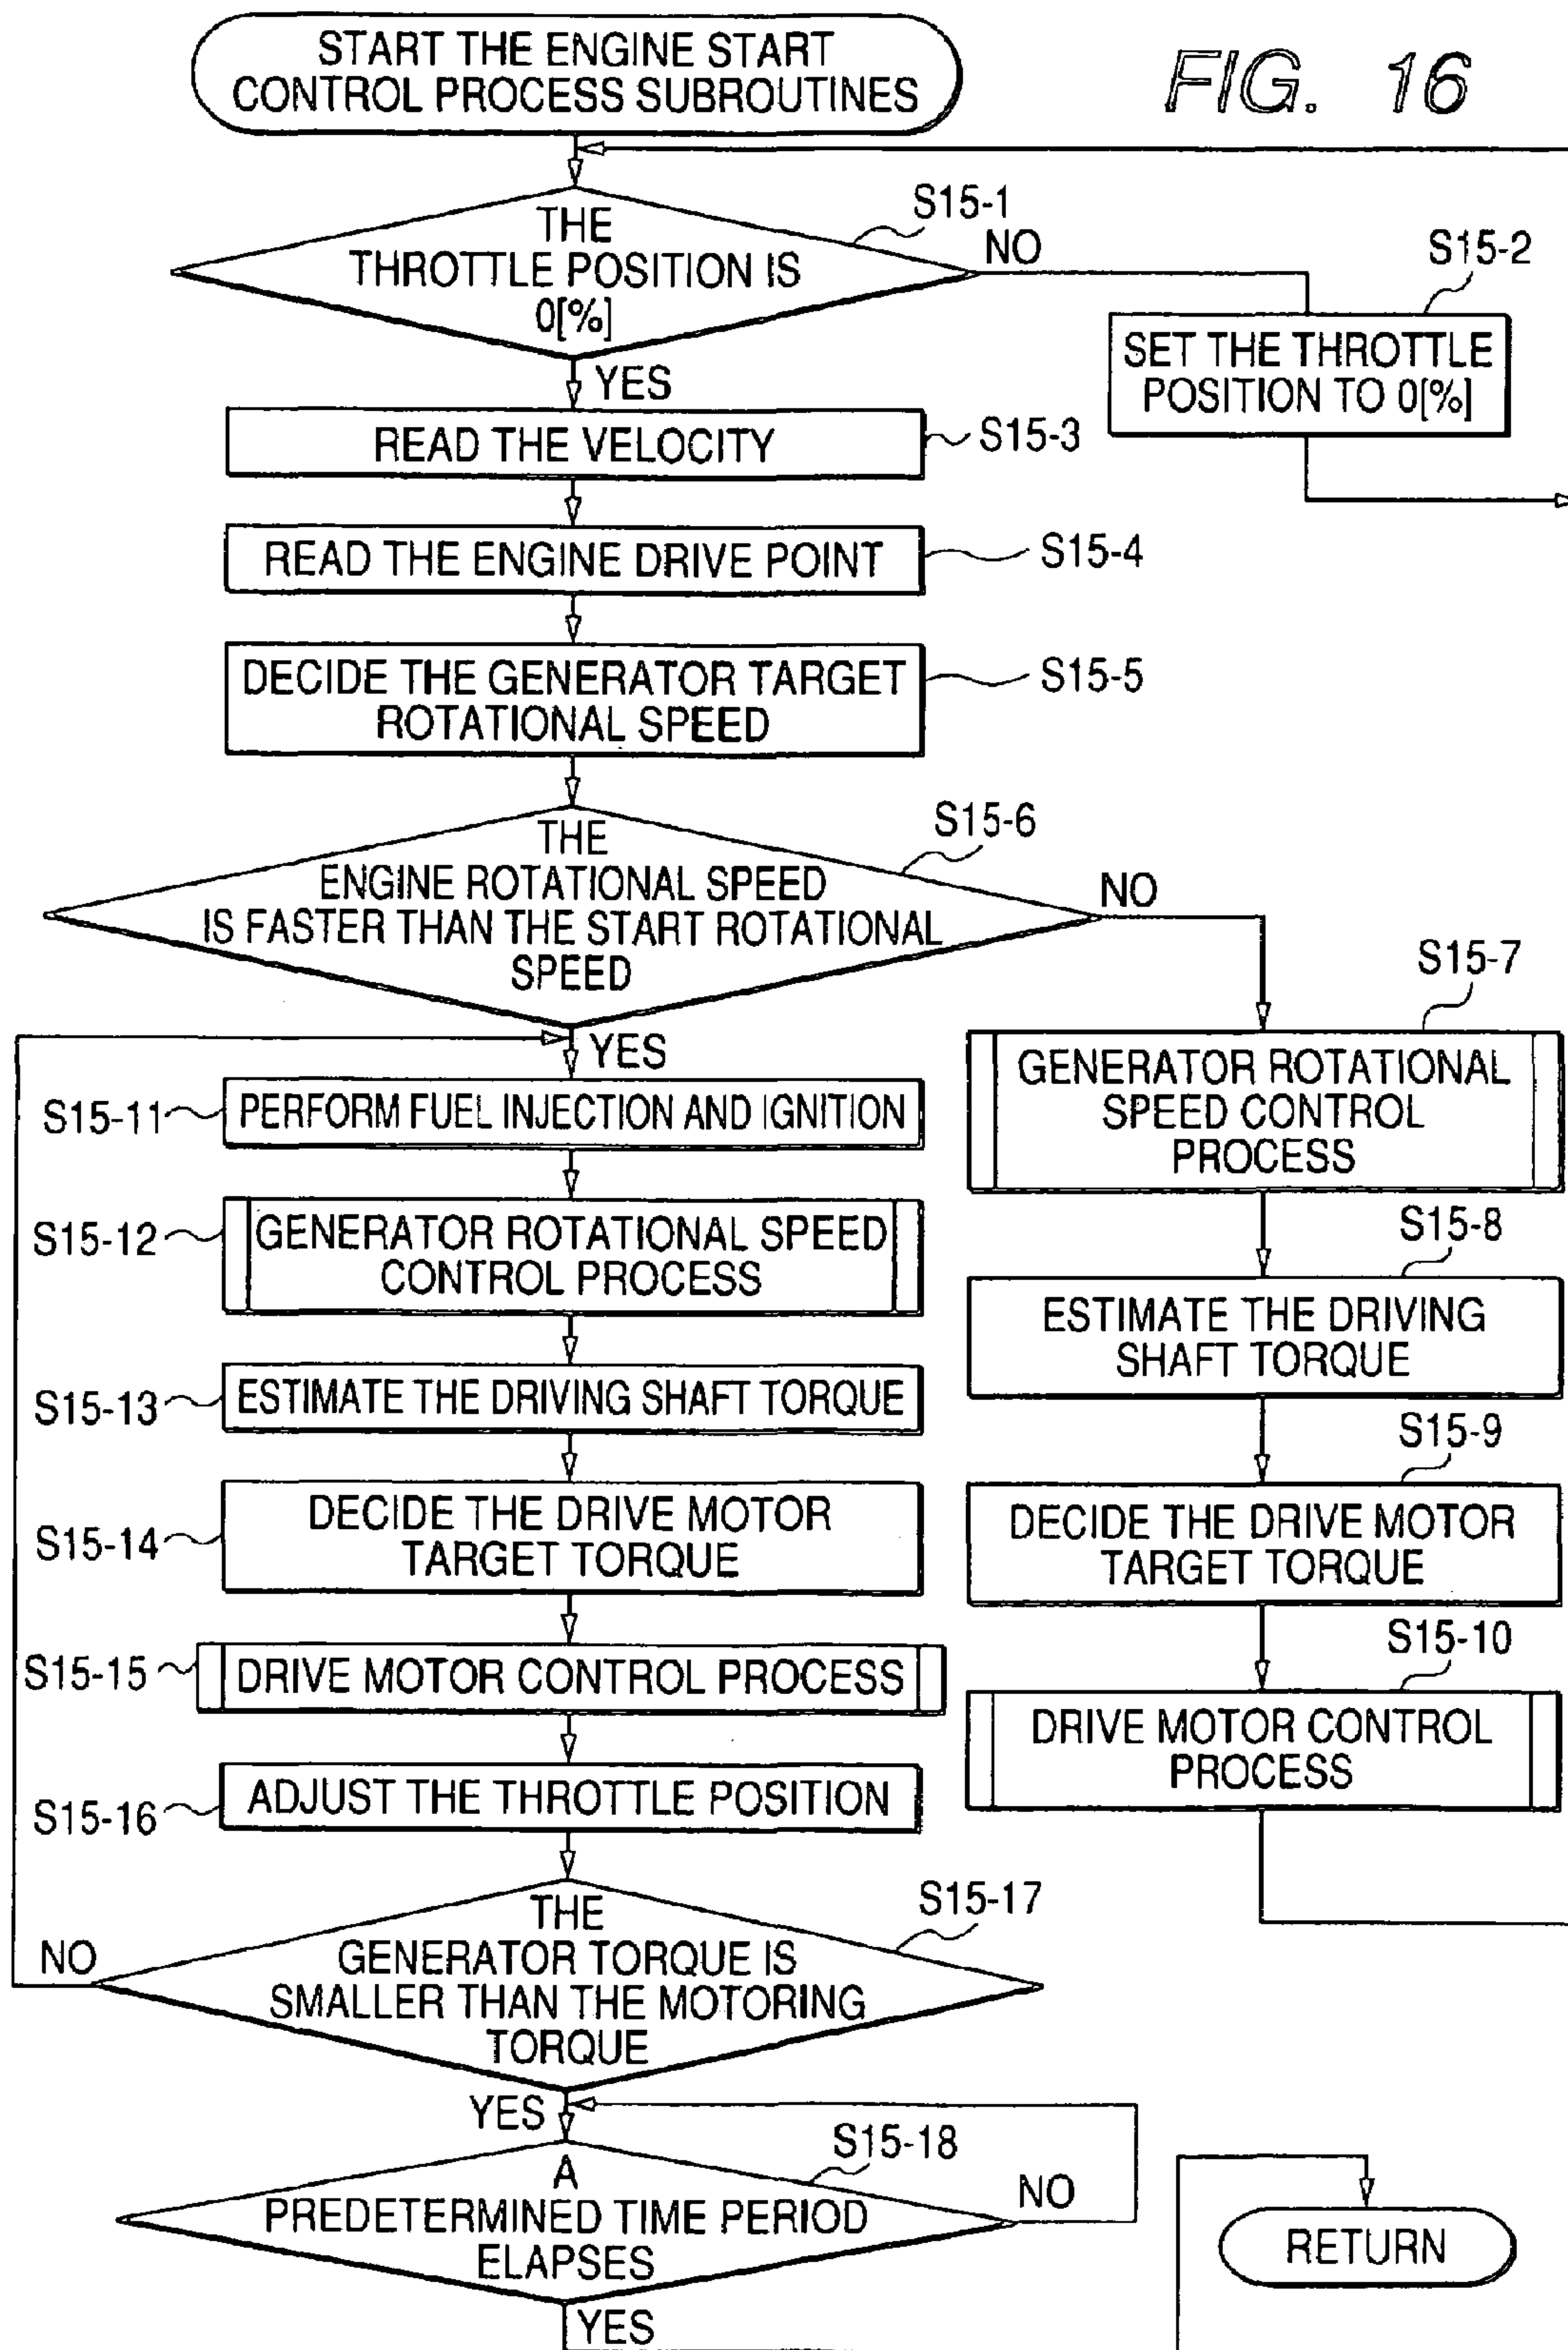 START THE ENGINE START
CONTROL PROCESS SUBROUTINES
FIG. 16
S15-1
THE
THROTTLE POSITION IS
0[%]
NO
S15-2
SET THE THROTTLE
POSITION TO 0[%]
YES
READ THE VELOCITY
S15-3
READ THE ENGINE DRIVE POINT
S15-4
DECIDE THE GENERATOR TARGET
ROTATIONAL SPEED
S15-5
S15-6
THE
ENGINE ROTATIONAL SPEED
IS FASTER THAN THE START ROTATIONAL
SPEED
NO
YES
S15-7
GENERATOR ROTATIONAL
SPEED CONTROL
PROCESS
S15-8
ESTIMATE THE DRIVING
SHAFT TORQUE
S15-9
DECIDE THE DRIVE MOTOR
TARGET TORQUE
S15-10
DRIVE MOTOR CONTROL
PROCESS
S15-11
PERFORM FUEL INJECTION AND IGNITION
S15-12
GENERATOR ROTATIONAL SPEED
CONTROL PROCESS
S15-13
ESTIMATE THE DRIVING SHAFT TORQUE
S15-14
DECIDE THE DRIVE MOTOR
TARGET TORQUE
S15-15
DRIVE MOTOR CONTROL PROCESS
S15-16
ADJUST THE THROTTLE POSITION
S15-17
THE
GENERATOR TORQUE IS
SMALLER THAN THE MOTORING
TORQUE
NO
YES
S15-18
A
PREDETERMINED TIME PERIOD
ELAPSES
NO
YES
RETURN